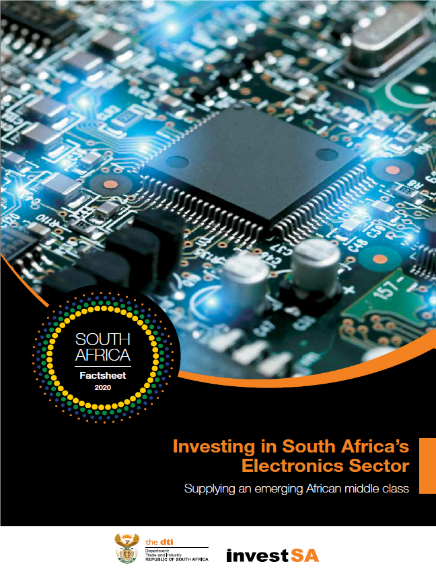 SOUTH
AFRICA
Factsheet
2020
Investing in South Africa's
Electronics Sector
Supplying an emerging African middle class
the dti
Department:
Trade and Industry
REPUBLIC OF SOUTH AFRICA
investSA